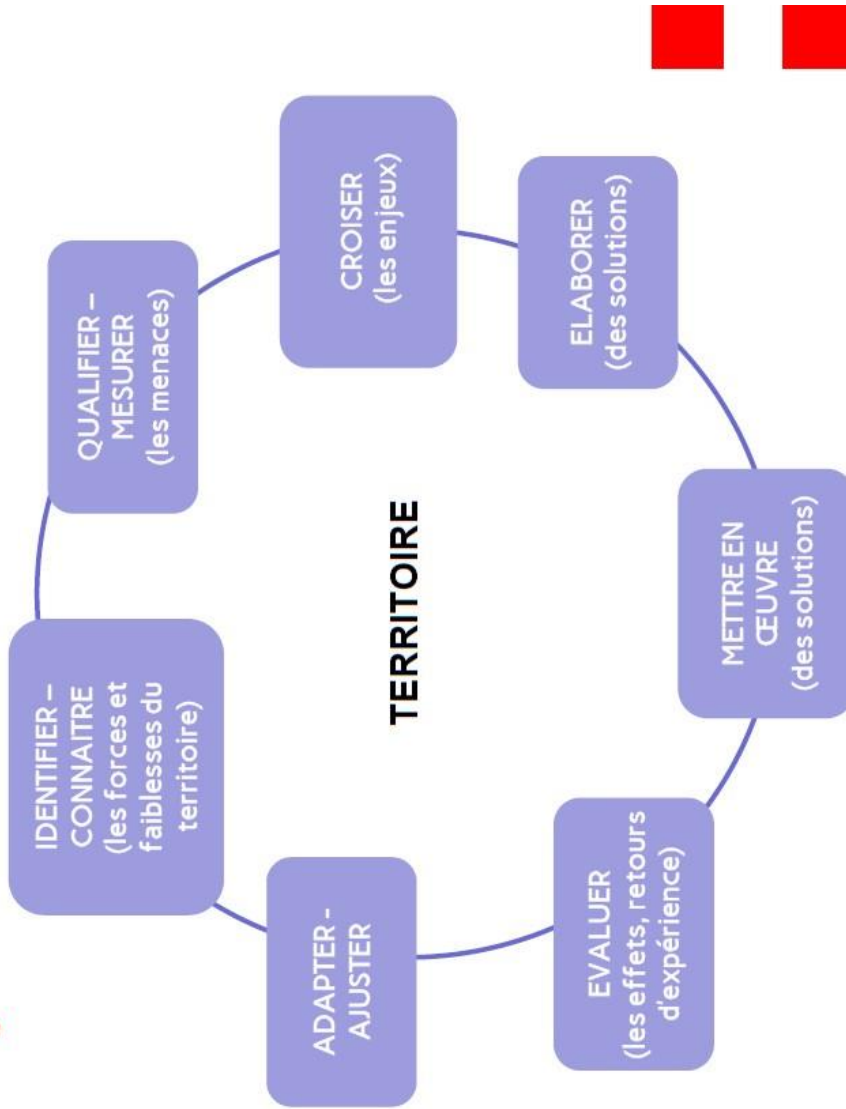 IDENTIFIER –
CONNAITRE
(les forces et
faiblesses du
territoire)
QUALIFIER –
MESURER
(les menaces)
CROISER
(les enjeux)
ELABORER
(des solutions)
METTRE EN
ŒUVRE
(des solutions)
EVALUER
(les effets, retours
d'expérience)
ADAPTER -
AJUSTER
TERRITOIRE